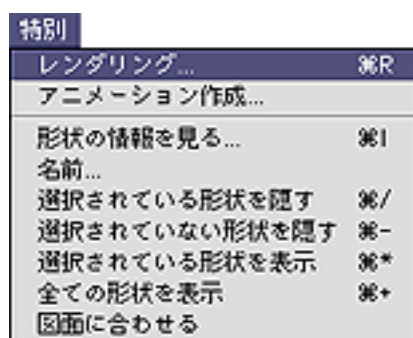 特別
レンダリング... ⌘R
アニメーション作成...
形状の情報を見る... ⌘I
名前...
選択されている形状を隠す ⌘/
選択されていない形状を隠す ⌘-
選択されている形状を表示 ⌘*
全ての形状を表示 ⌘+
図面に合わせる